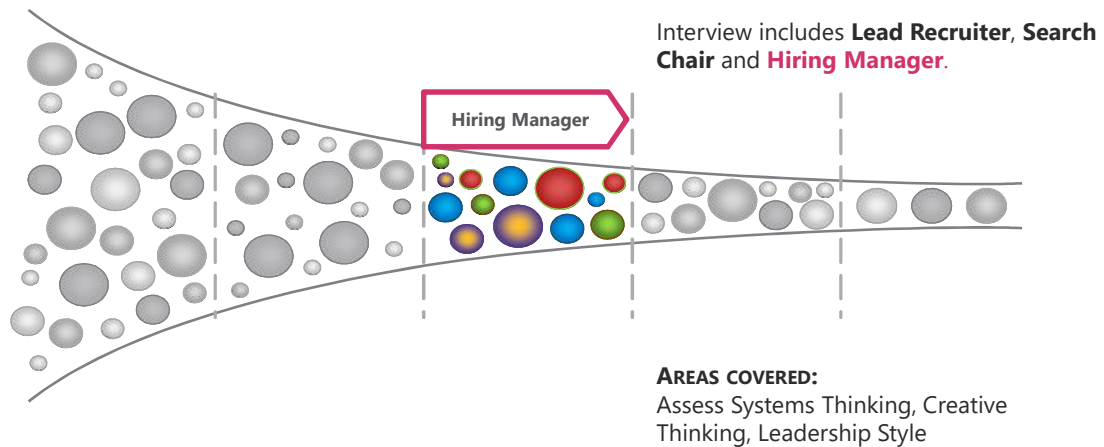 Interview includes Lead Recruiter, Search
Chair and Hiring Manager.
Hiring Manager
AREAS COVERED:
Assess Systems Thinking, Creative
Thinking, Leadership Style